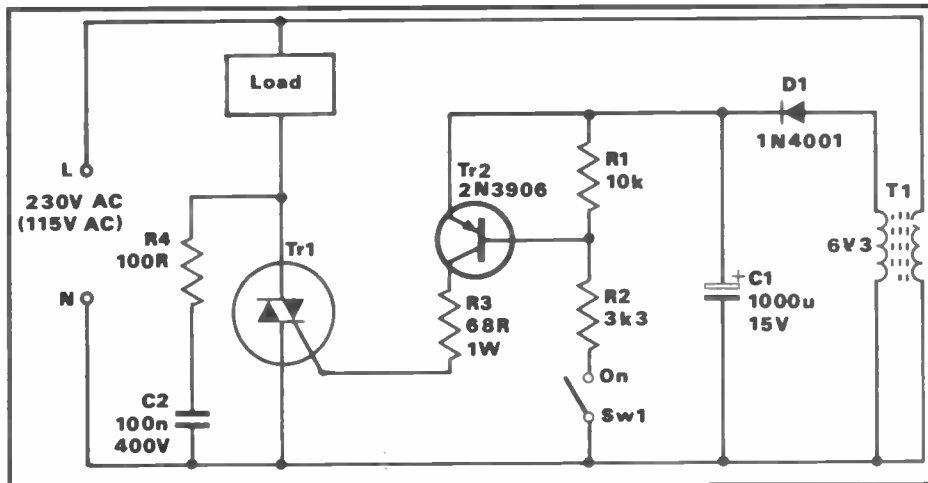 Load
D1
1N4001
Tr2
2N3906
R1
10k
T1
L
230V AC
(115V AC)
R4
100R
Tr1
6V3
N
R3
68R
1W
R2
3k3
+
C1
1000u
15V
On
Sw1
C2
100n
400V